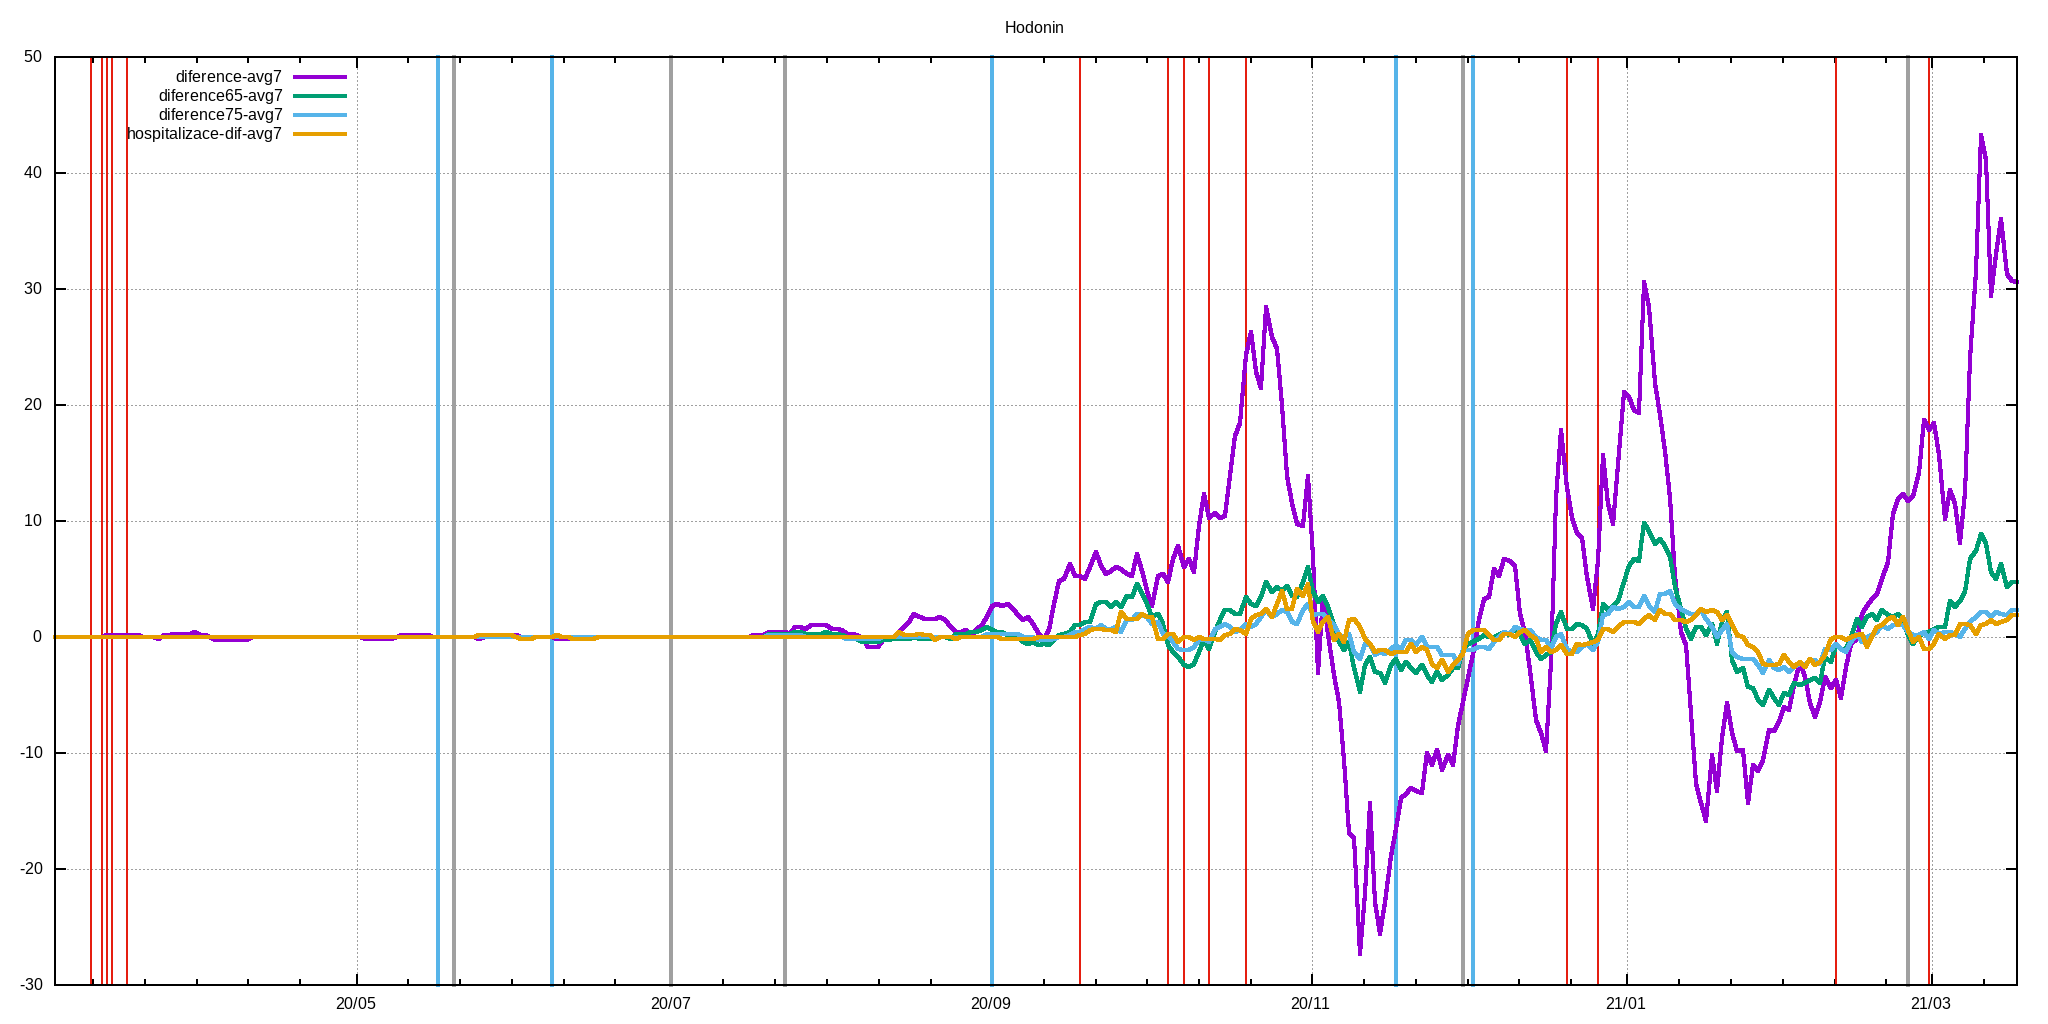 Hodonin
50
diference-avg7
diference65-avg7
diference75-avg7
hospitalizace-dif-avg7
40
30
20
10
0
-10
-20
-30
20/05 20/07 20/09 20/11 21/01 21/03